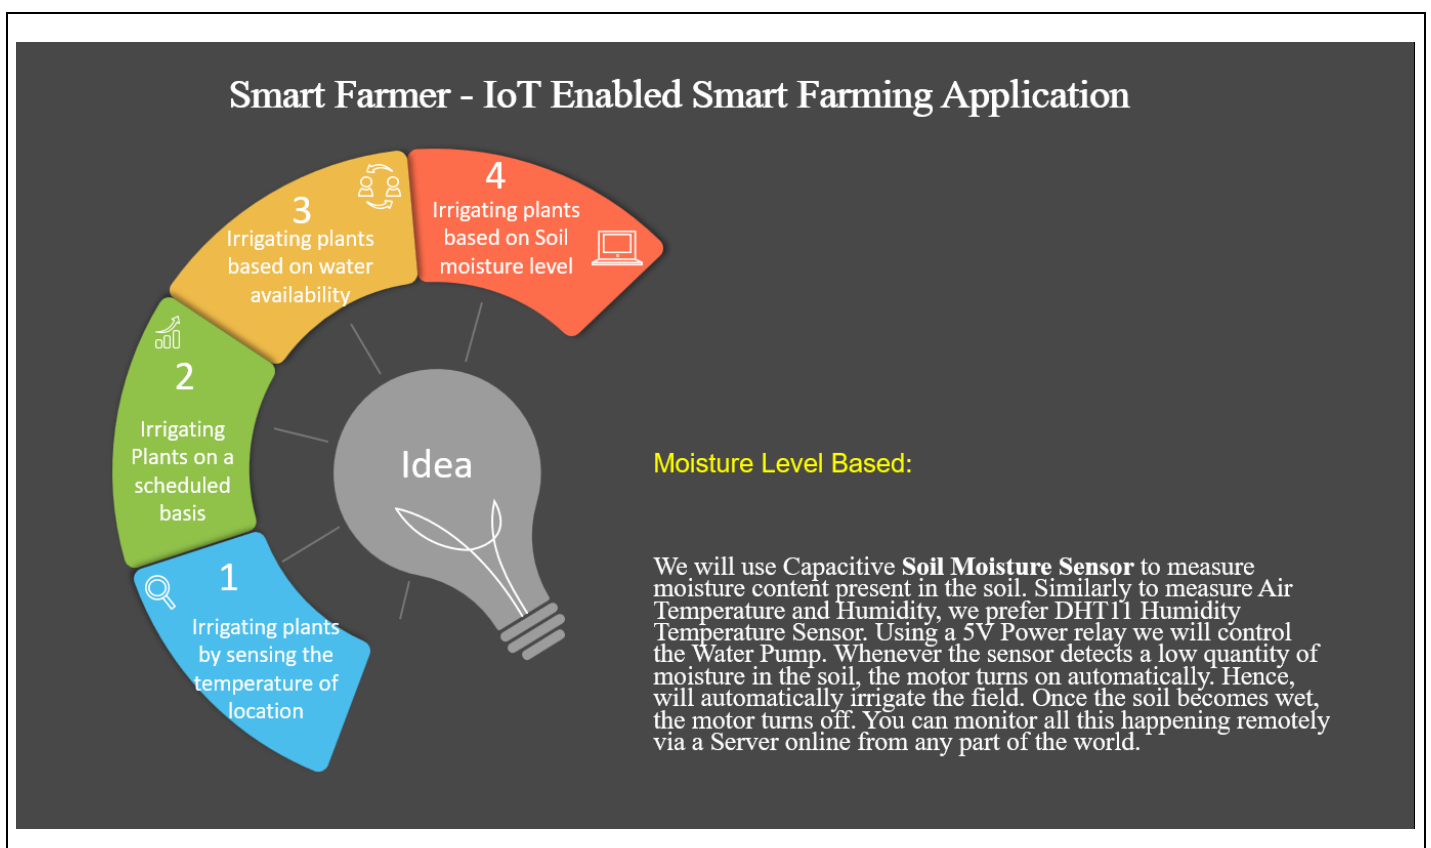 Smart Farmer - IoT Enabled Smart Farming Application
4
Irrigating plants
based on Soil
moisture level
3
Irrigating plants
based on water
availability
2
Irrigating
Plants on a
scheduled
basis
1
Irrigating plants
by sensing the
temperature of
location
Idea
Moisture Level Based:
We will use Capacitive Soil Moisture Sensor to measure
moisture content present in the soil. Similarly to measure Air
Temperature and Humidity, we prefer DHT11 Humidity
Temperature Sensor. Using a 5V Power relay we will control
the Water Pump. Whenever the sensor detects a low quantity of
moisture in the soil, the motor turns on automatically. Hence,
will automatically irrigate the field. Once the soil becomes wet,
the motor turns off. You can monitor all this happening remotely
via a Server online from any part of the world.